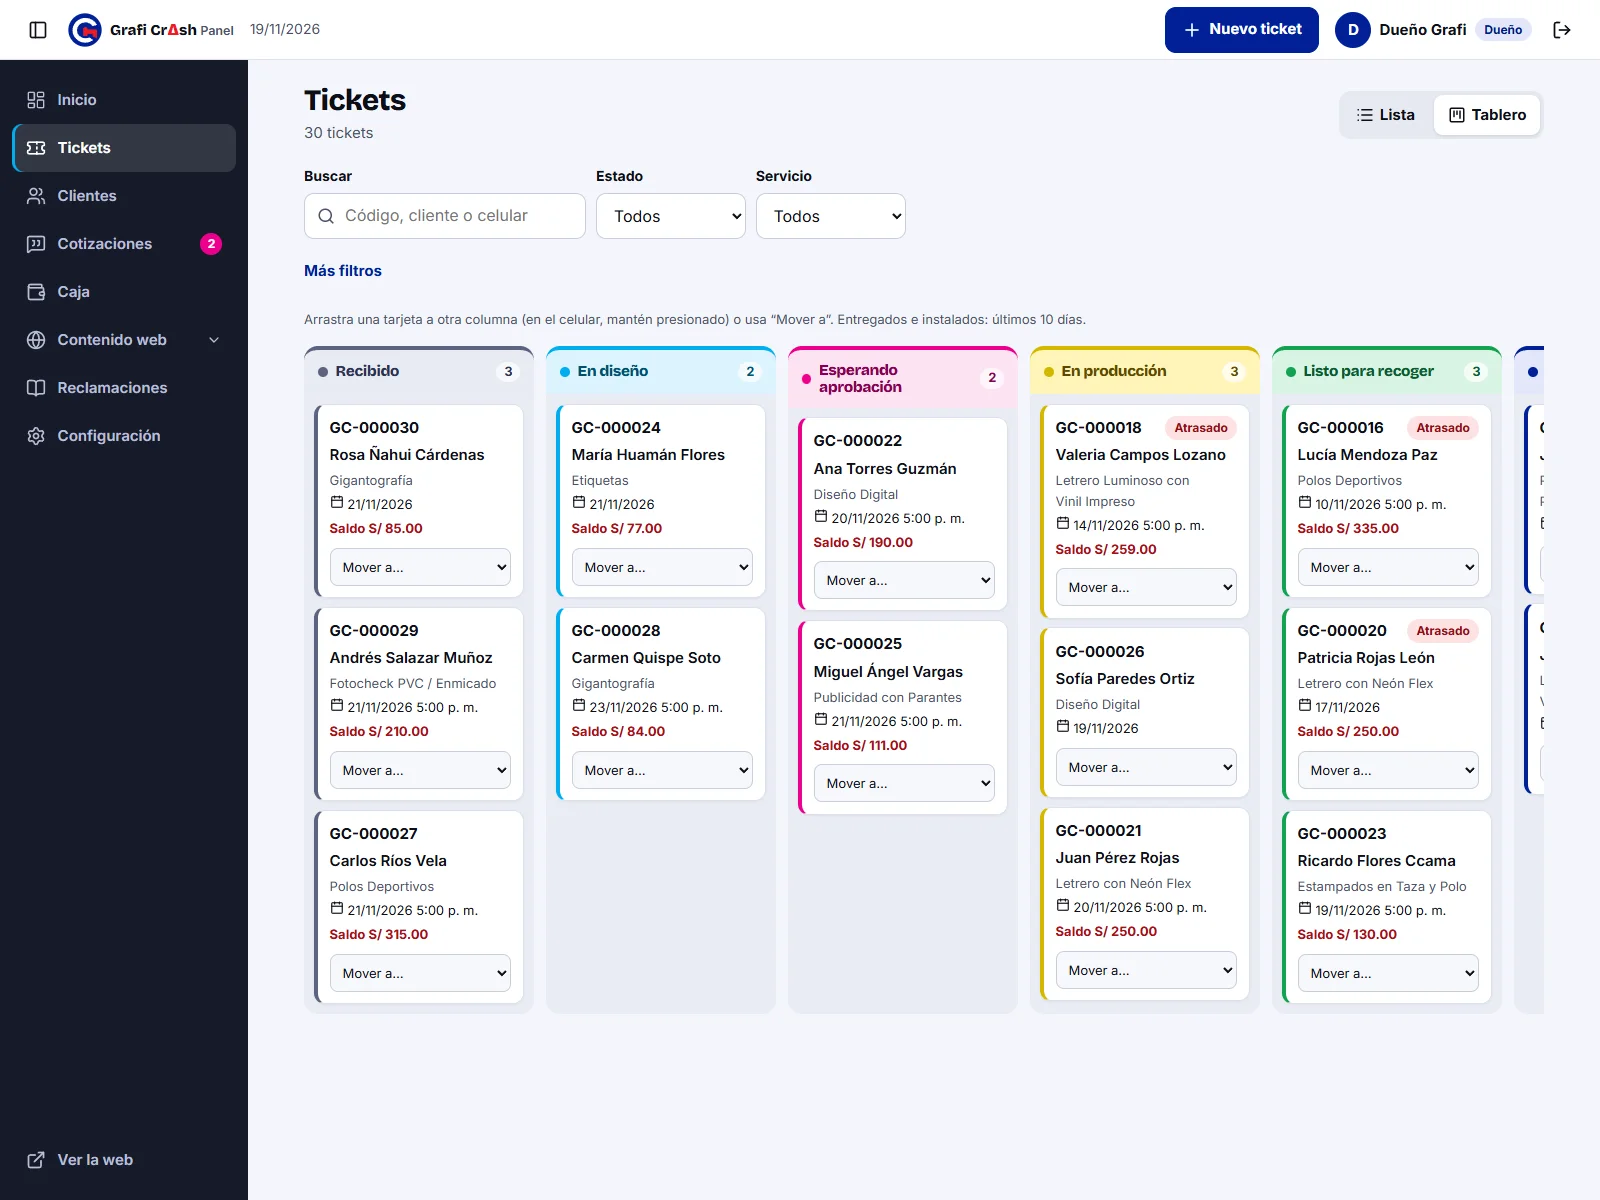 Grafi Crash Panel 19/11/2026
Nuevo ticket
D Dueño Grafi Dueño
Inicio
Tickets
Clientes
Cotizaciones 2
Caja
Contenido web
Reclamaciones
Configuración
Ver la web
Tickets
30 tickets
Lista
Tablero
Buscar
Código, cliente o celular
Estado
Todos
Servicio
Todos
Más filtros
Arrastra una tarjeta a otra columna (en el celular, mantén presionado) o usa “Mover a”. Entregados e instalados: últimos 10 días.
Recibido 3
GC-000030
Rosa Ñahui Cárdenas
Gigantografía
21/11/2026
Saldo S/ 85.00
Mover a...
GC-000029
Andrés Salazar Muñoz
Fotocheck PVC / Enmicado
21/11/2026 5:00 p. m.
Saldo S/ 210.00
Mover a...
GC-000027
Carlos Ríos Vela
Polos Deportivos
21/11/2026 5:00 p. m.
Saldo S/ 315.00
Mover a...
En diseño 2
GC-000024
María Huamán Flores
Etiquetas
21/11/2026
Saldo S/ 77.00
Mover a...
GC-000028
Carmen Quispe Soto
Gigantografía
23/11/2026 5:00 p. m.
Saldo S/ 84.00
Mover a...
Esperando
aprobación 2
GC-000022
Ana Torres Guzmán
Diseño Digital
20/11/2026 5:00 p. m.
Saldo S/ 190.00
Mover a...
GC-000025
Miguel Ángel Vargas
Publicidad con Parantes
21/11/2026 5:00 p. m.
Saldo S/ 111.00
Mover a...
En producción 3
GC-000018 Atrasado
Valeria Campos Lozano
Letrero Luminoso con
Vinil Impreso
14/11/2026 5:00 p. m.
Saldo S/ 259.00
Mover a...
GC-000026
Sofía Paredes Ortiz
Diseño Digital
19/11/2026
Mover a...
GC-000021
Juan Pérez Rojas
Letrero con Neón Flex
20/11/2026 5:00 p. m.
Saldo S/ 250.00
Mover a...
Listo para recoger 3
GC-000016 Atrasado
Lucía Mendoza Paz
Polos Deportivos
10/11/2026 5:00 p. m.
Saldo S/ 335.00
Mover a...
GC-000020 Atrasado
Patricia Rojas León
Letrero con Neón Flex
17/11/2026
Saldo S/ 250.00
Mover a...
GC-000023
Ricardo Flores Ccama
Estampados en Taza y Polo
19/11/2026 5:00 p. m.
Saldo S/ 130.00
Mover a...